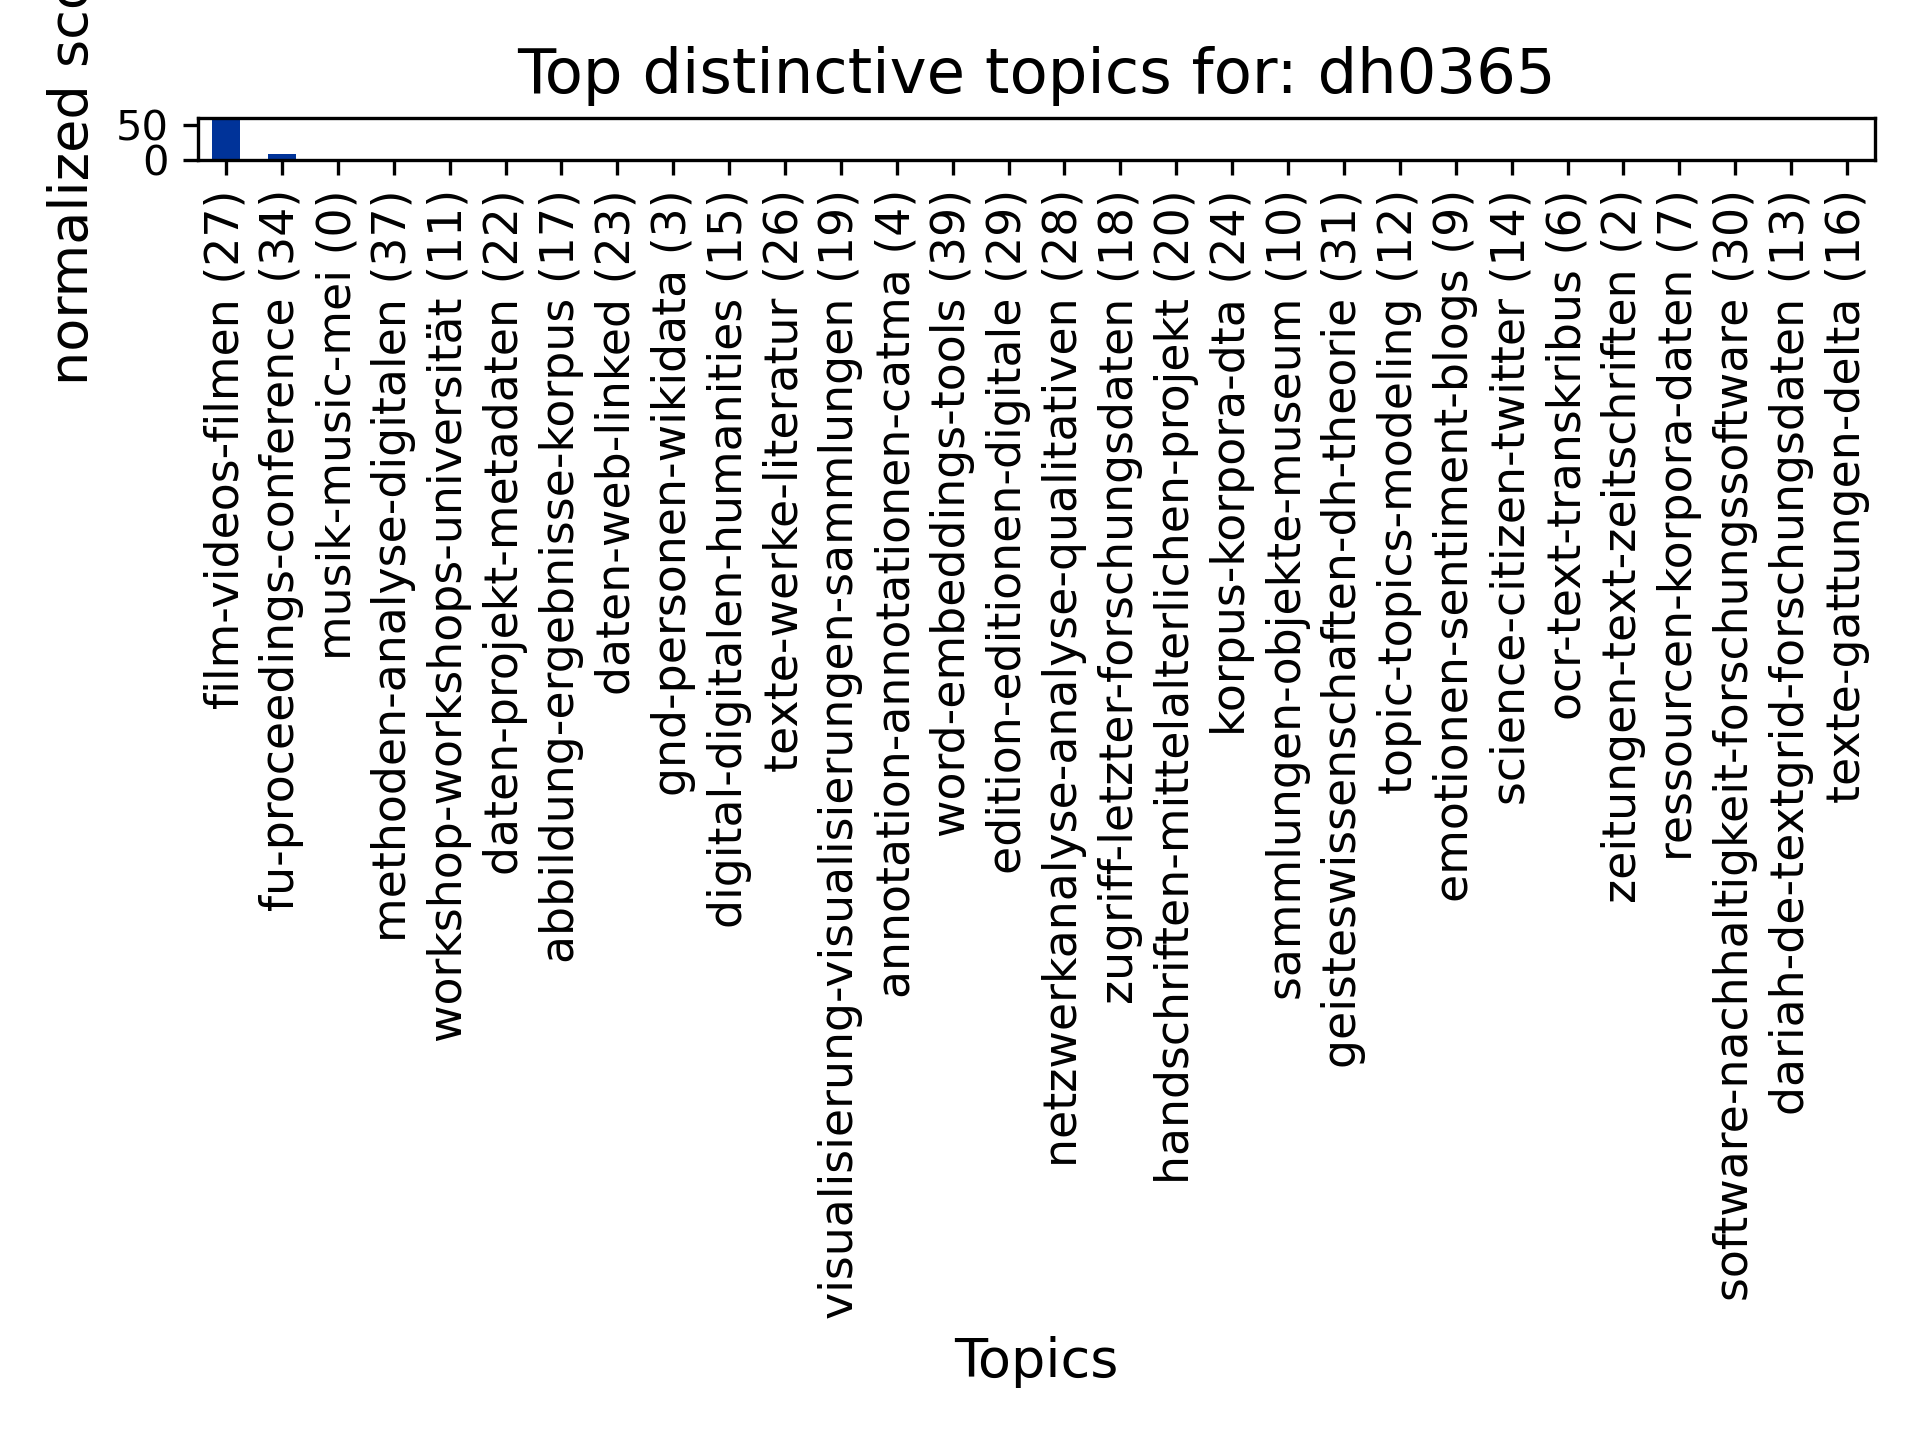 Top distinctive topics for: dh0365
normalized
50
0
film-videos-filmen (27)
fu-proceedings-conference (34)
musik-music-mei (0)
methoden-analyse-digitalen (37)
workshop-workshops-universität (11)
daten-projekt-metadaten (22)
abbildung-ergebnisse-korpus (17)
daten-web-linked (23)
gnd-personen-wikidata (3)
digital-digitalen-humanities (15)
texte-werke-literatur (26)
visualisierung-visualisierungen-sammlungen (19)
annotation-annotationen-catma (4)
word-embeddings-tools (39)
edition-editionen-digitale (29)
netzwerkanalyse-analyse-qualitativen (28)
zugriff-letzter-forschungsdaten (18)
handschriften-mittelalterlichen-projekt (20)
korpus-korpora-dta (24)
sammlungen-objekte-museum (10)
geisteswissenschaften-dh-theorie (31)
topic-topics-modeling (12)
emotionen-sentiment-blogs (9)
science-citizen-twitter (14)
ocr-text-transkribus (6)
zeitungen-text-zeitschriften (2)
ressourcen-korpora-daten (7)
software-nachhaltigkeit-forschungssoftware (30)
dariah-de-textgrid-forschungsdaten (13)
texte-gattungen-delta (16)
Topics